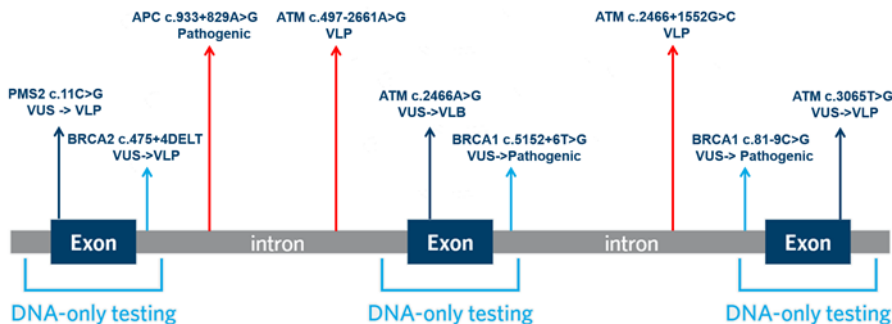 APC c.933+829A>G
Pathogenic
ATM c.497-2661A>G
VLP
ATM c.2466+1552G>C
VLP
PMS2 c.11C>G
VUS -> VLP
ATM c.2466A>G
VUS->VLB
ATM c.3065T>G
VUS->VLP
BRCA2 c.475+4DELT
VUS->VLP
BRCA1 c.5152+6T>G
VUS->Pathogenic
BRCA1 c.81-9C>G
VUS-> Pathogenic
Exon
intron
Exon
intron
Exon
DNA-only testing
DNA-only testing
DNA-only testing